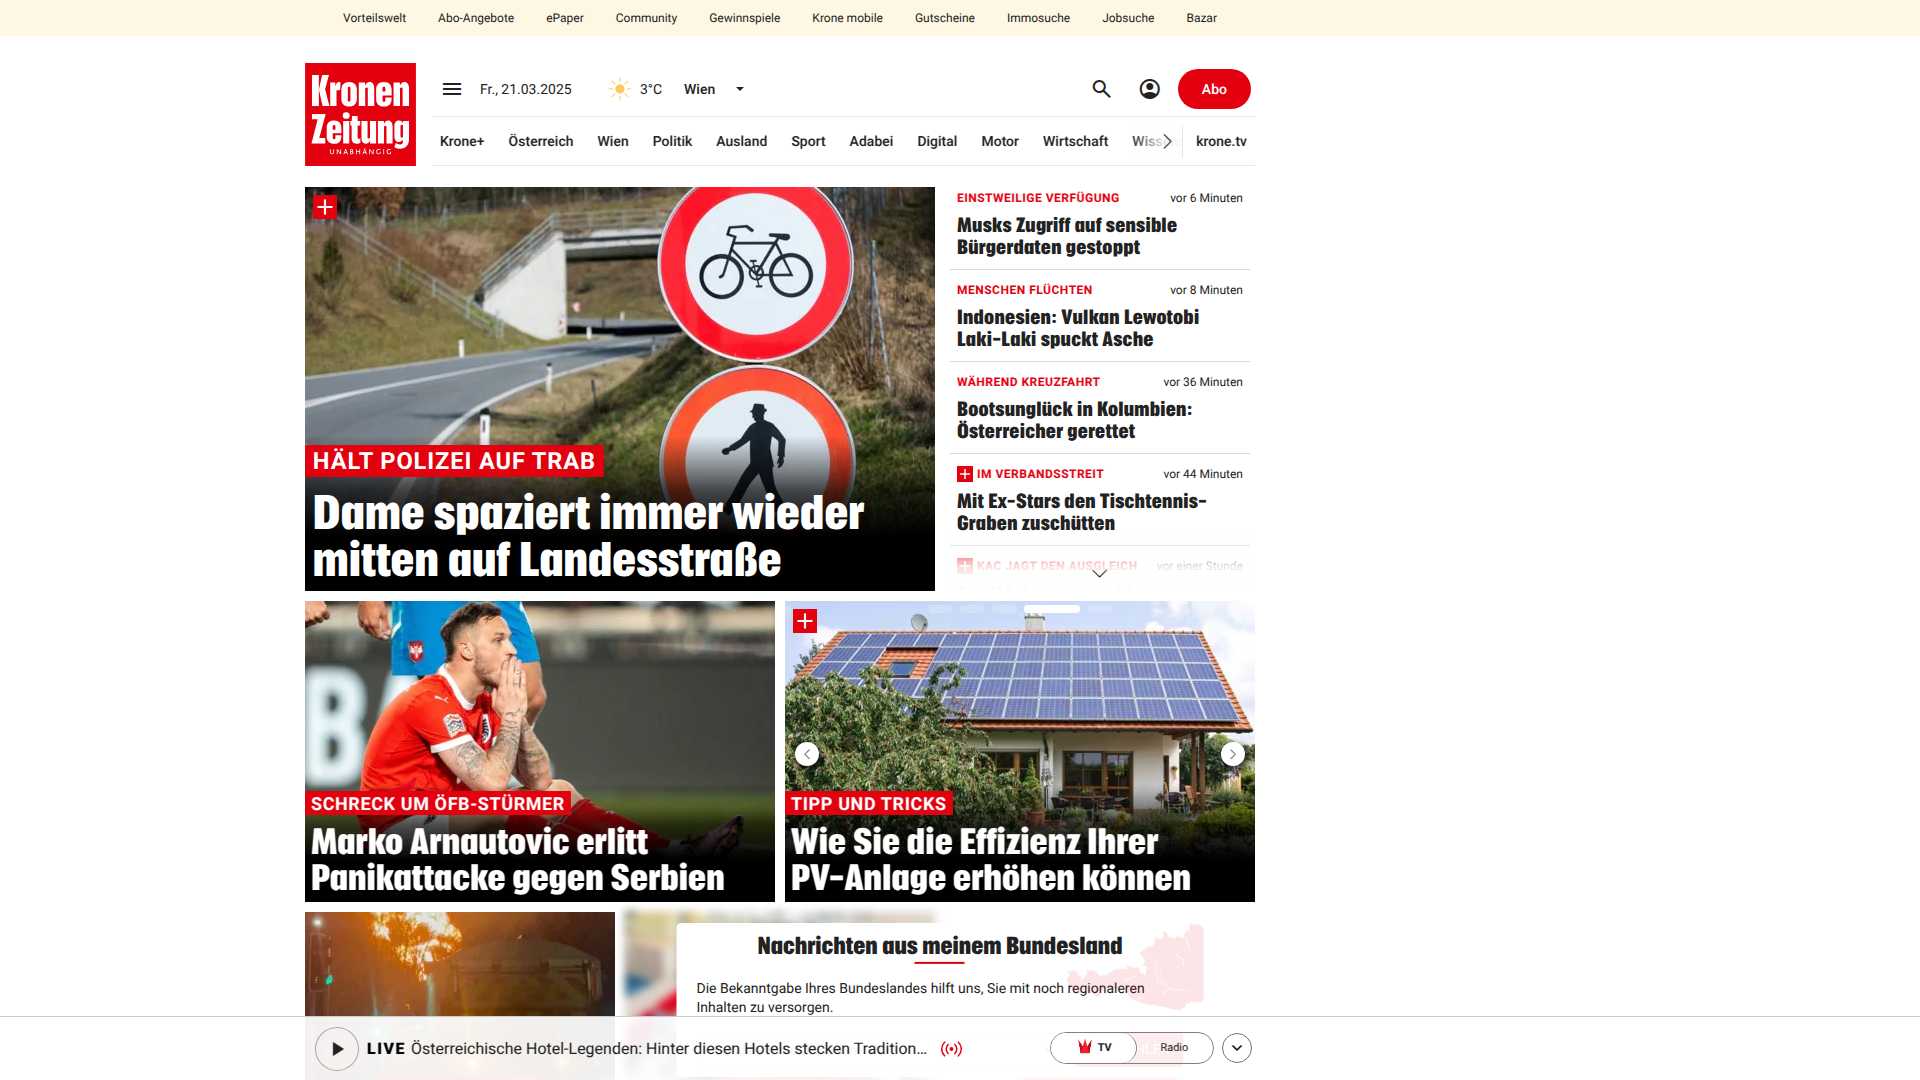 Vorteilswelt
Abo-Angebote
ePaper
Community
Gewinnspiele
Krone mobile
Gutscheine
Immosuche
Jobsuche
Bazar
Kronen
Zeitung
UNABHÄNGIG
Fr., 21.03.2025
3°C
Wien
Abo
Krone+
Österreich
Wien
Politik
Ausland
Sport
Adabei
Digital
Motor
Wirtschaft
krone.tv
HÄLT POLIZEI AUF TRAB
Dame spaziert immer wieder
mitten auf Landesstraße
EINSTWEILIGE VERFÜGUNG
vor 6 Minuten
Musks Zugriff auf sensible
Bürgerdaten gestoppt
MENSCHEN FLÜCHTEN
vor 8 Minuten
Indonesien: Vulkan Lewotobi
Laki-Laki spuckt Asche
WÄHREND KREUZFAHRT
vor 36 Minuten
Bootsunglück in Kolumbien:
Österreicher gerettet
IM VERBANDSSTREIT
vor 44 Minuten
Mit Ex-Stars den Tischtennis-
Graben zuschütten
KAC JAGT DEN AUSGLEICH
vor einer Stunde
SCHRECK UM ÖFB-STÜRMER
Marko Arnautovic erlitt
Panikattacke gegen Serbien
TIPP UND TRICKS
Wie Sie die Effizienz Ihrer
PV-Anlage erhöhen können
Nachrichten aus meinem Bundesland
Die Bekanntgabe Ihres Bundeslandes hilft uns, Sie mit noch regionaleren
Inhalten zu versorgen.
LIVE Österreichische Hotel-Legenden: Hinter diesen Hotels stecken Tradition...
TV
Radio